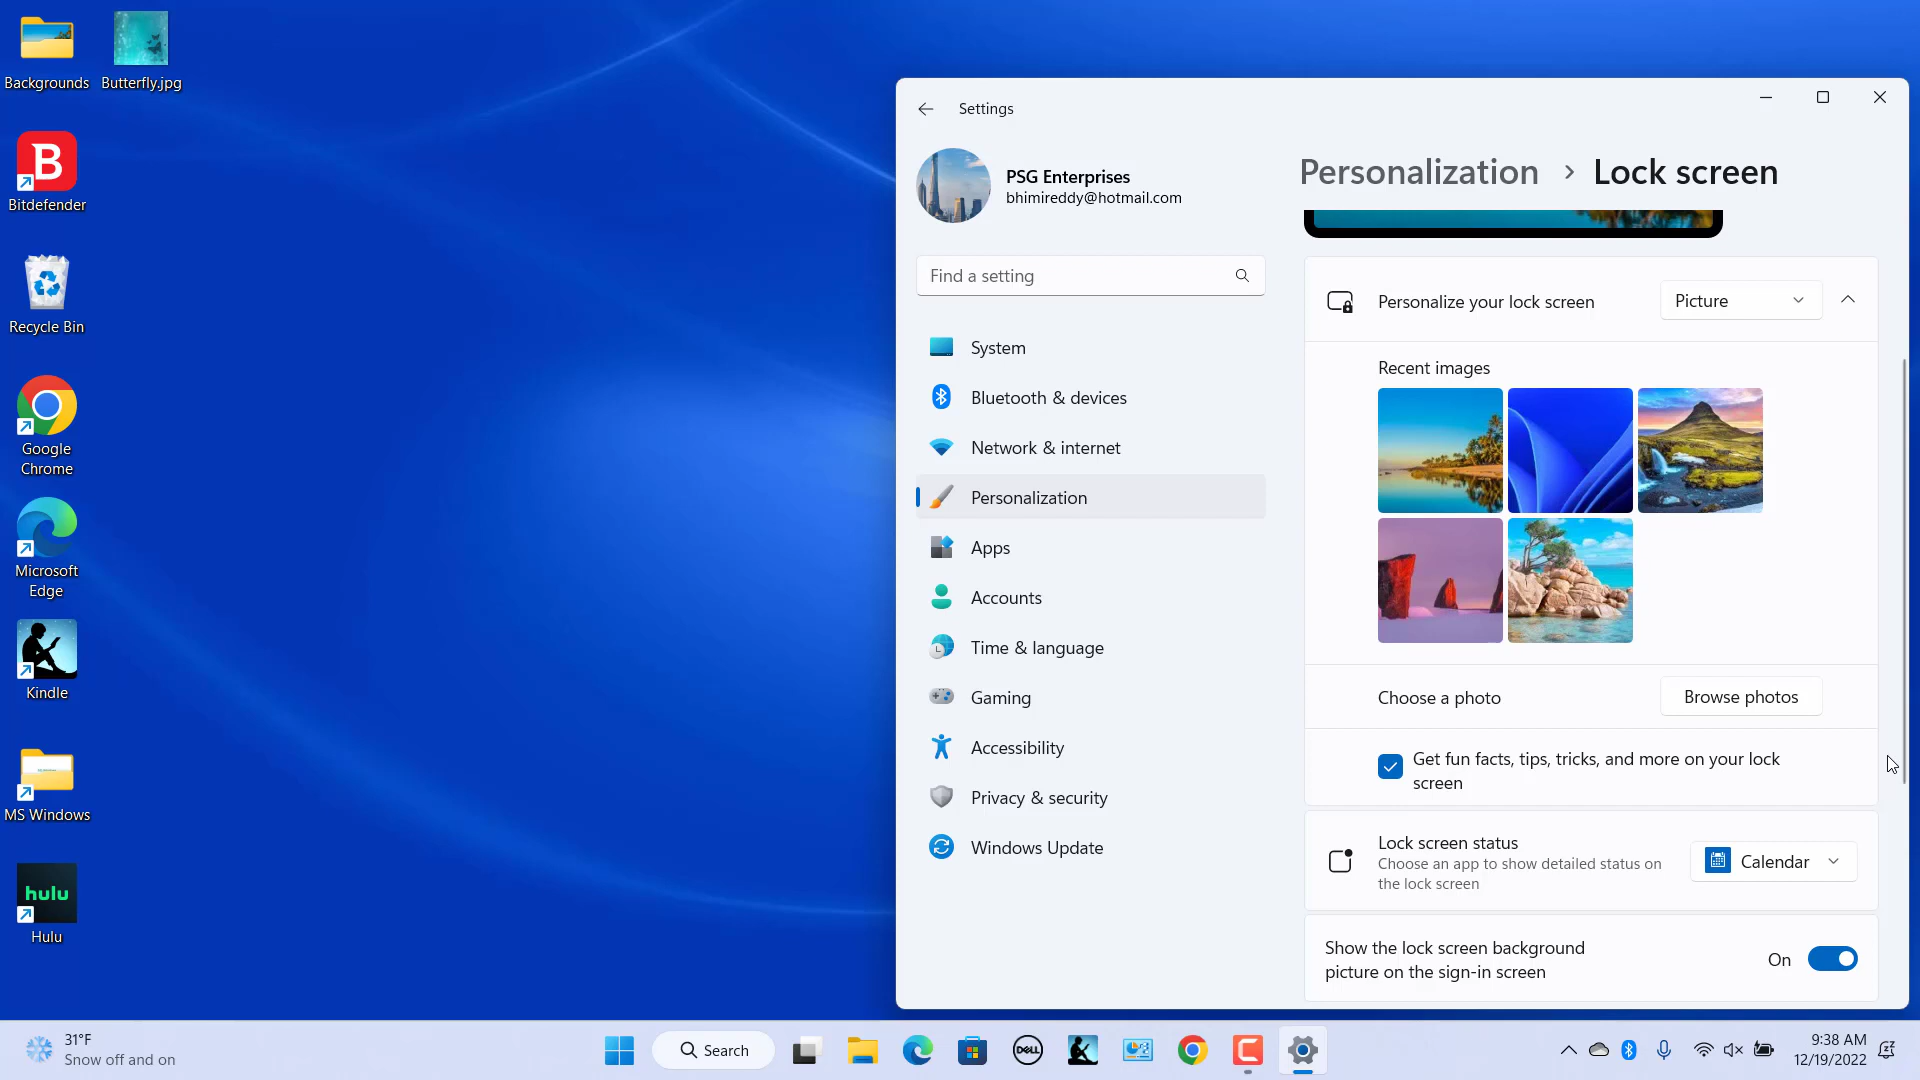 Backgrounds
Butterfly.jpg
B
Bitdefender
Recycle Bin
Google
Chrome
Microsoft
Edge
Kindle
MS Windows
hulu
Hulu
Settings
PSG Enterprises
bhimireddy@hotmail.com
Find a setting
System
Bluetooth & devices
Network & internet
Personalization
Apps
Accounts
Time & language
Gaming
Accessibility
Privacy & security
Windows Update
Personalization > Lock screen
Personalize your lock screen
Picture
Recent images
Choose a photo
Browse photos
Get fun facts, tips, tricks, and more on your lock
screen
Lock screen status
Choose an app to show detailed status on
the lock screen
Calendar
Show the lock screen background
picture on the sign-in screen
On
31°F
Snow off and on
Search
DELL
9:38 AM
12/19/2022